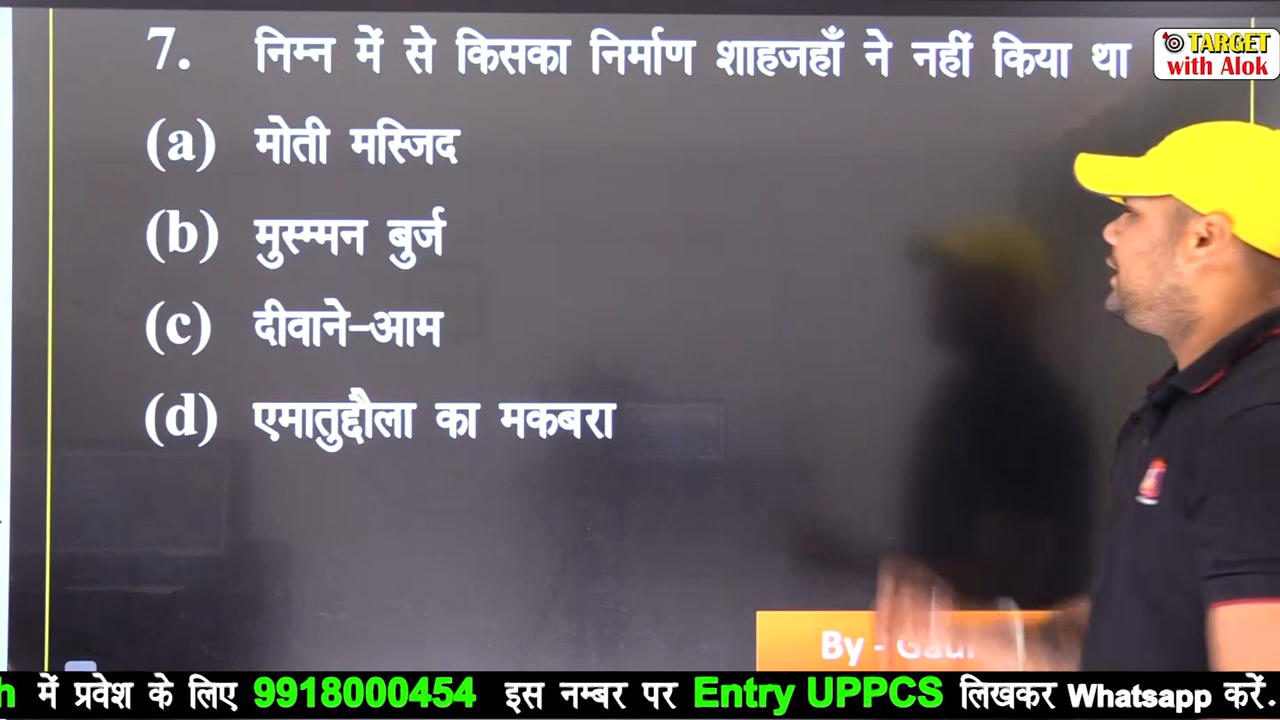 7. निम्न में से किसका निर्माण शाहजहाँ ने नहीं किया था
TARGET
with Alok
(a) मोती मस्जिद
(b) मुस्म्मन बुर्ज
(c) दीवाने-आम
(d) एमातुद्दौला का मकबरा
By -
में प्रवेश के लिए 9918000454 इस नम्बर पर Entry UPPCS लिखकर Whatsapp करें.